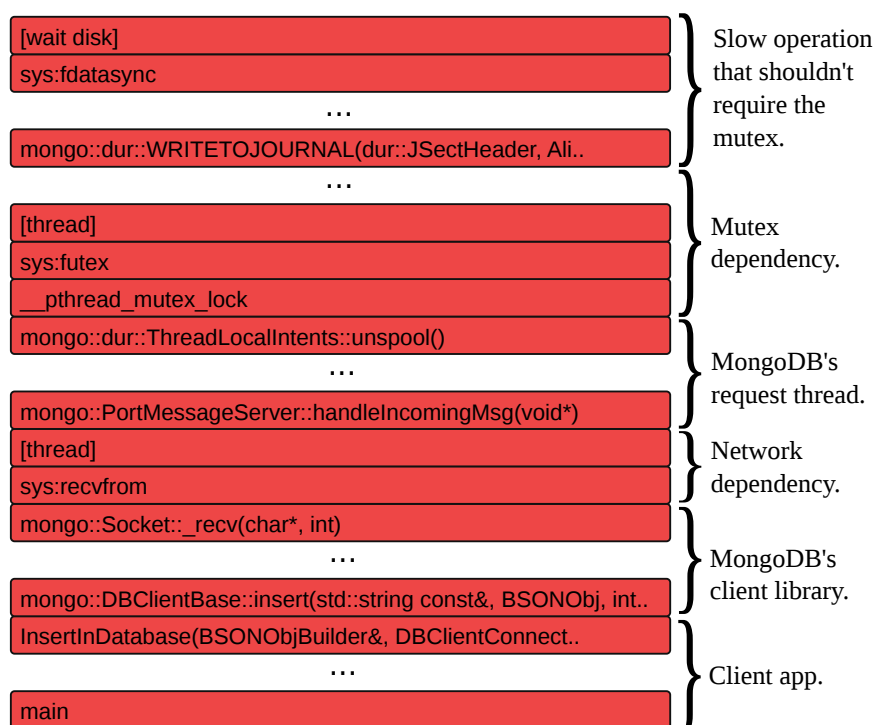 [wait disk]
sys:fdatasync
...
mongo::dur::WRITETOJOURNAL(dur::JSectHeader, Ali..
Slow operation
that shouldn't
require the
mutex.
...
[thread]
sys:futex
__pthread_mutex_lock
Mutex
dependency.
mongo::dur::ThreadLocalIntents::unspool()
...
mongo::PortMessageServer::handleIncomingMsg(void*)
MongoDB's
request thread.
[thread]
sys:recvfrom
Network
dependency.
mongo::Socket::_recv(char*, int)
...
mongo::DBClientBase::insert(std::string const&, BSONObj, int..
MongoDB's
client library.
InsertInDatabase(BSONObjBuilder&, DBClientConnect..
...
main
Client app.